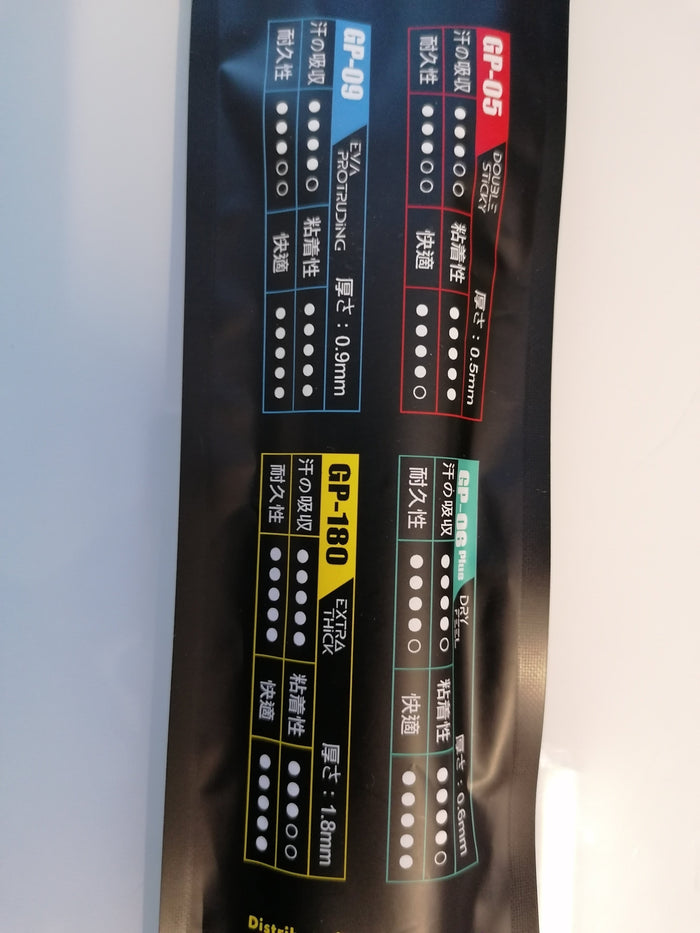 GP-05 DOUBLE STICKY 厚さ：0.5mm
汗の吸収 ●●●○○ 粘着性 ●●●●●
耐久性 ●●●○○ 快適 ●●●●○
GP-06 Plus DRY FEEL 厚さ：0.6mm
汗の吸収 ●●●●○ 粘着性 ●●●●○
耐久性 ●●●●○ 快適 ●●●●●
GP-09 EVA PROTRUDING 厚さ：0.9mm
汗の吸収 ●●●●○ 粘着性 ●●●●●
耐久性 ●●●○○ 快適 ●●●●●
GP-180 EXTRA THICK 厚さ：1.8mm
汗の吸収 ●●●●● 粘着性 ●●●○○
耐久性 ●●●●● 快適 ●●●●●